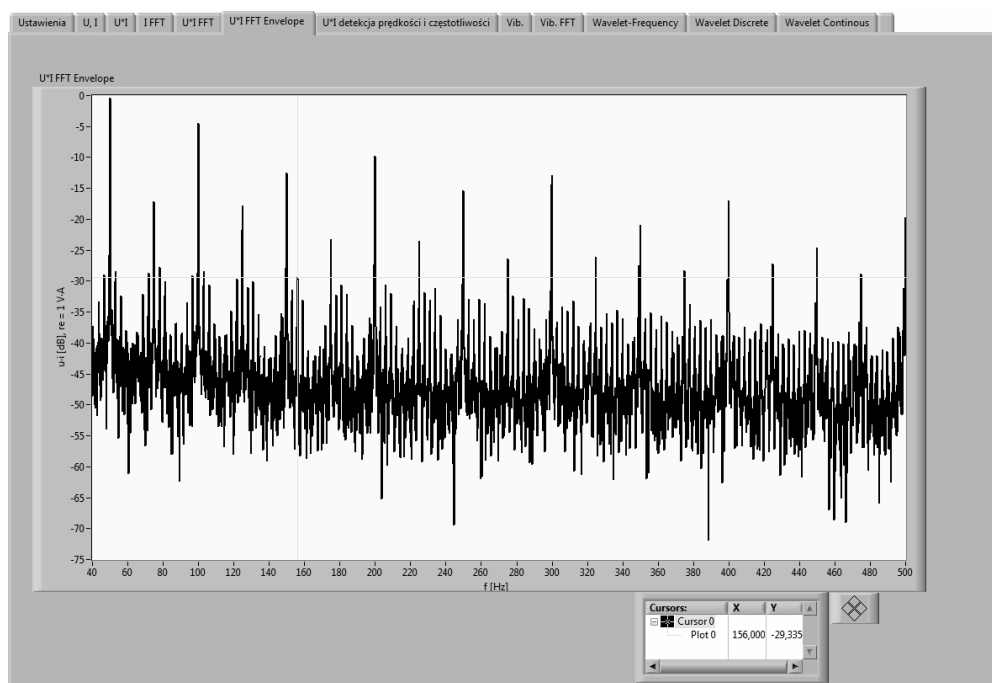 Ustawienia U, I U*I I FFT U*I FFT U*I FFT Envelope U*I detekcja prędkości i częstotliwości Vib. Vib. FFT Wavelet-Frequency Wavelet Discrete Wavelet Continous
U*I FFT Envelope
0
-5
-10
-15
-20
-25
-30
-35
-40
-45
-50
-55
-60
-65
-70
-75
u·i [dB], re = 1 V·A
40 60 80 100 120 140 160 180 200 220 240 260 280 300 320 340 360 380 400 420 440 460 480 500
f [Hz]
Cursors: X Y
Cursor 0
Plot 0 156,000 -29,335